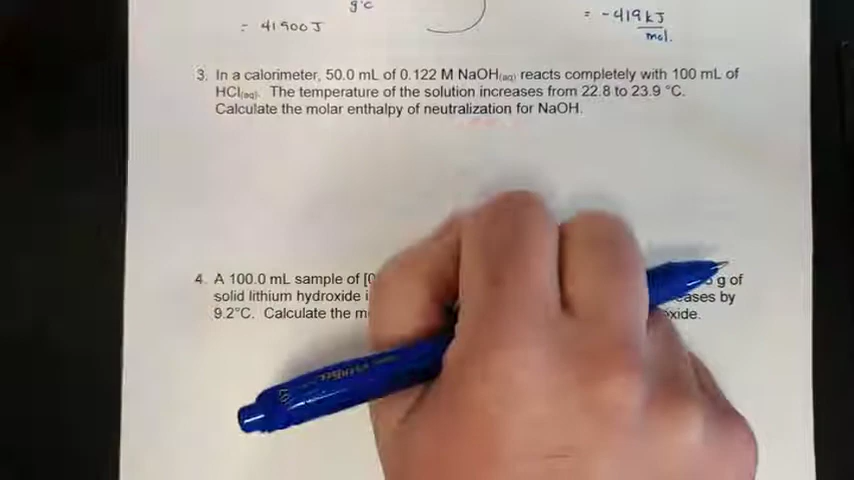 g°c
= 41900 J
= -419 kJ
mol.
3. In a calorimeter, 50.0 mL of 0.122 M NaOH(aq) reacts completely with 100 mL of
HCl(aq). The temperature of the solution increases from 22.8 to 23.9 °C.
Calculate the molar enthalpy of neutralization for NaOH.
4. A 100.0 mL sample of [0 g of
solid lithium hydroxide i ases by
9.2°C. Calculate the m oxide.